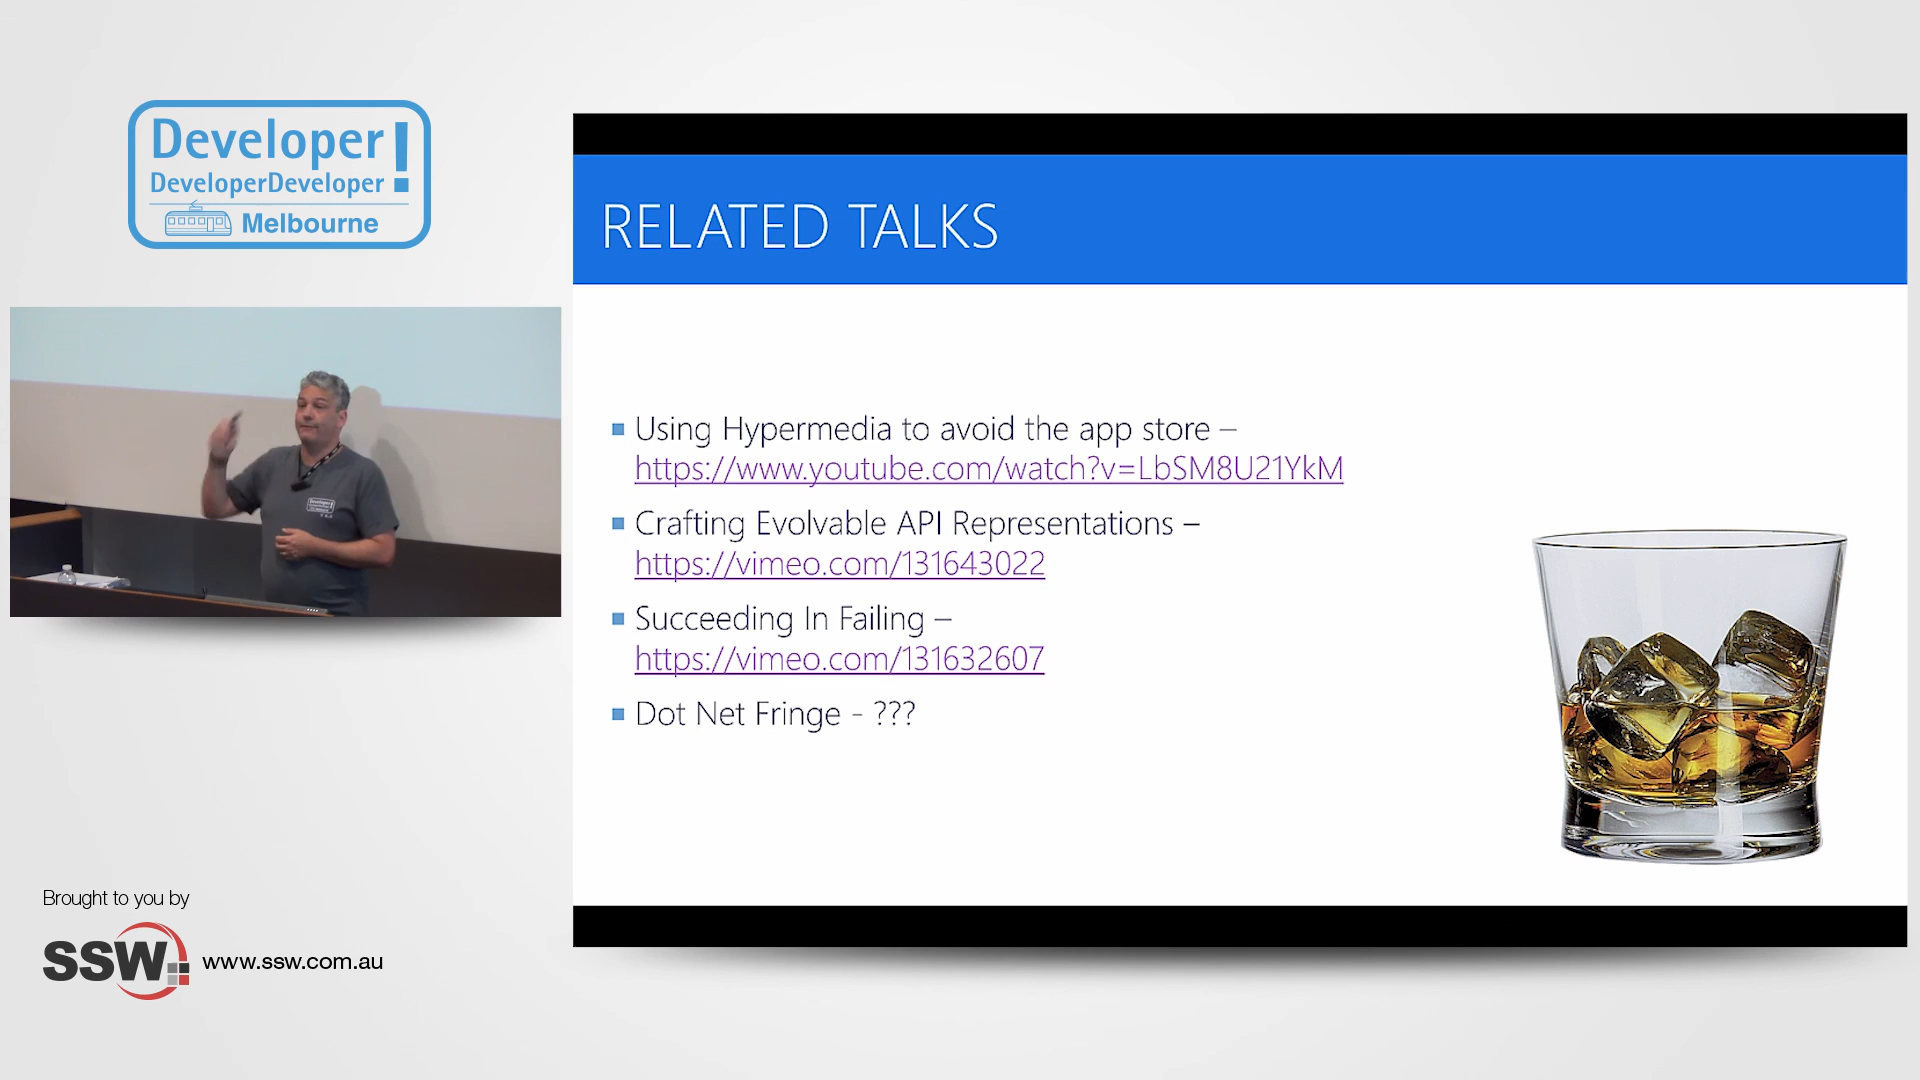 Developer!
DeveloperDeveloper
Melbourne
RELATED TALKS
Using Hypermedia to avoid the app store –
https://www.youtube.com/watch?v=LbSM8U21YkM
Crafting Evolvable API Representations –
https://vimeo.com/131643022
Succeeding In Failing –
https://vimeo.com/131632607
Dot Net Fringe - ???
Brought to you by
SSW www.ssw.com.au